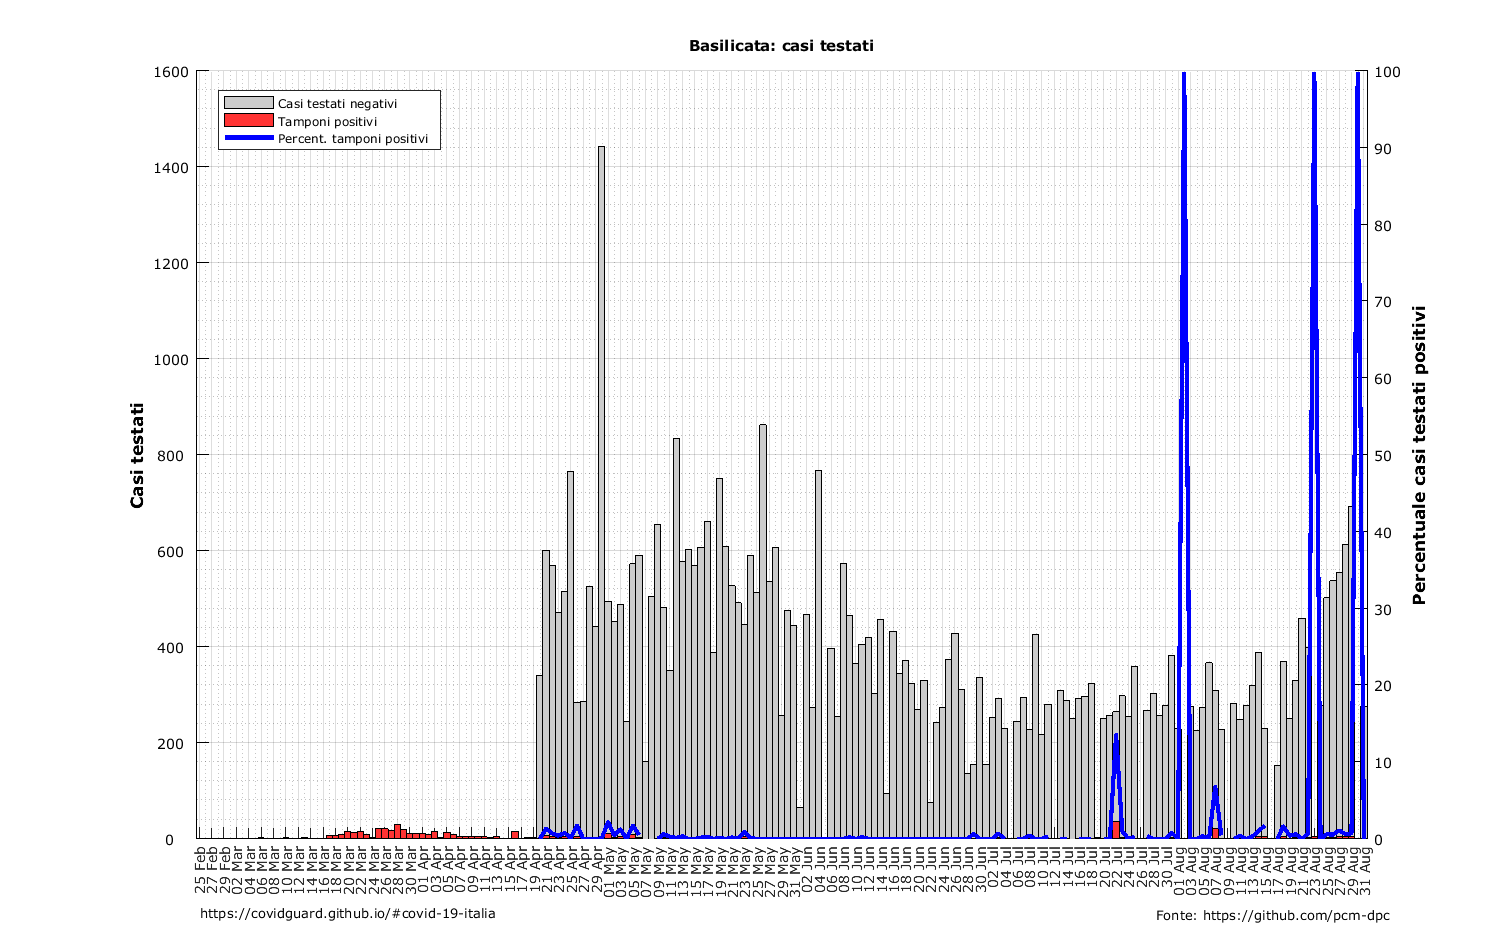 Basilicata: casi testati
Casi testati negativi
Tamponi positivi
Percent. tamponi positivi
Casi testati
1600
1400
1200
1000
800
600
400
200
0
Percentuale casi testati positivi
100
90
80
70
60
50
40
30
20
10
0
25 Feb
27 Feb
29 Feb
02 Mar
04 Mar
06 Mar
08 Mar
10 Mar
12 Mar
14 Mar
16 Mar
18 Mar
20 Mar
22 Mar
24 Mar
26 Mar
28 Mar
30 Mar
01 Apr
03 Apr
05 Apr
07 Apr
09 Apr
11 Apr
13 Apr
15 Apr
17 Apr
19 Apr
21 Apr
23 Apr
25 Apr
27 Apr
29 Apr
01 May
03 May
05 May
07 May
09 May
11 May
13 May
15 May
17 May
19 May
21 May
23 May
25 May
27 May
29 May
31 May
02 Jun
04 Jun
06 Jun
08 Jun
10 Jun
12 Jun
14 Jun
16 Jun
18 Jun
20 Jun
22 Jun
24 Jun
26 Jun
28 Jun
30 Jun
02 Jul
04 Jul
06 Jul
08 Jul
10 Jul
12 Jul
14 Jul
16 Jul
18 Jul
20 Jul
22 Jul
24 Jul
26 Jul
28 Jul
30 Jul
01 Aug
03 Aug
05 Aug
07 Aug
09 Aug
11 Aug
13 Aug
15 Aug
17 Aug
19 Aug
21 Aug
23 Aug
25 Aug
27 Aug
29 Aug
31 Aug
https://covidguard.github.io/#covid-19-italia
Fonte: https://github.com/pcm-dpc